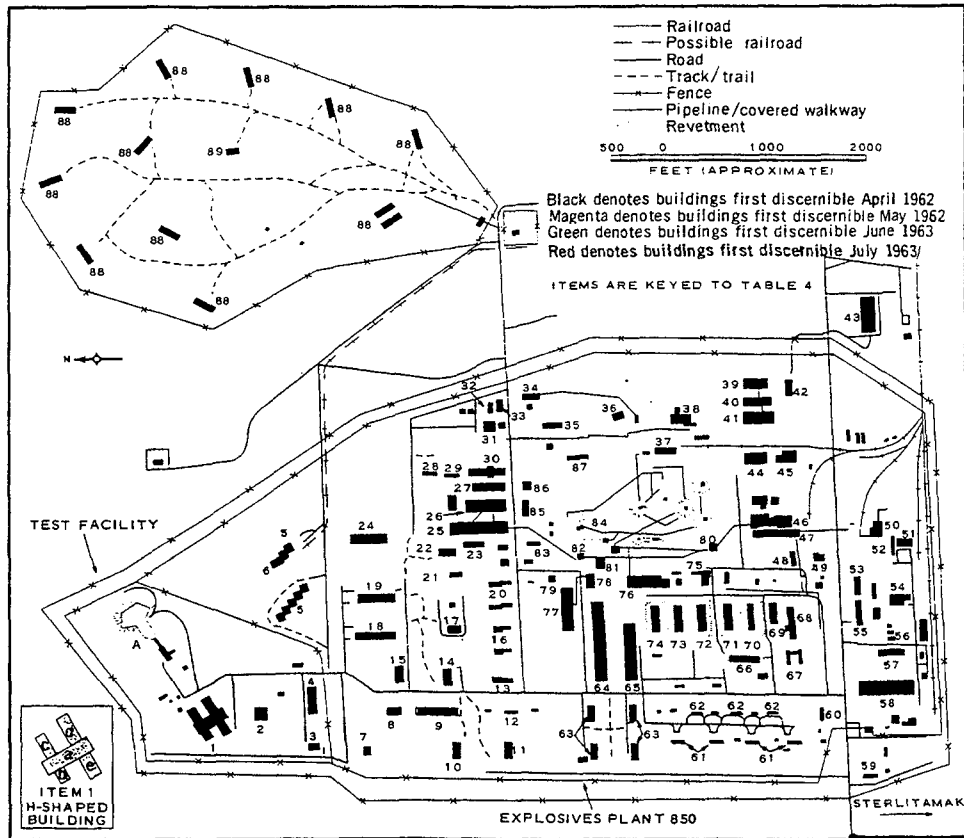 Railroad
Possible railroad
Road
Track/trail
Fence
Pipeline/covered walkway
Revetment
500 0 1000 2000
FEET (APPROXIMATE)
Black denotes buildings first discernible April 1962
Magenta denotes buildings first discernible May 1962
Green denotes buildings first discernible June 1963
Red denotes buildings first discernible July 1963
ITEMS ARE KEYED TO TABLE 4
88 88
88 88
88 89 88
88
88 88
88
88
N
43
32 34 39 42
33 36 38 40
31 35 41
30 37
28 29 87 44 45
27
86
26 85
TEST FACILITY
5 24 25 84 46 50
6 22 23 83 82 80 47 51
81 48 49 52
21 78 75
5 19 20 79 76 53 54
77
17 16 69 68 55
18 74 73 72 71 70 56
A 15 14 66 67 57
13 64 65
4 58
2 8 9 12 62 62 62 60
3 7 63 63
10 11 61 61 59
ITEM 1
H-SHAPED
BUILDING
EXPLOSIVES PLANT 850
STERLITAMAK